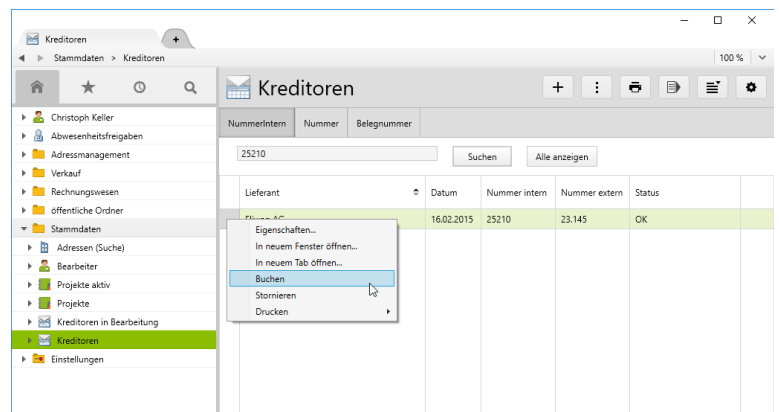 Kreditoren
Stammdaten > Kreditoren
100 %
Kreditoren
NummerIntern Nummer Belegnummer
25210 Suchen Alle anzeigen
Lieferant Datum Nummer intern Nummer extern Status
16.02.2015 25210 23.145 OK
Christoph Keller
Abwesenheitsfreigaben
Adressmanagement
Verkauf
Rechnungswesen
öffentliche Ordner
Stammdaten
Adressen (Suche)
Bearbeiter
Projekte aktiv
Projekte
Kreditoren in Bearbeitung
Kreditoren
Einstellungen
Eigenschaften...
In neuem Fenster öffnen...
In neuem Tab öffnen...
Buchen
Stornieren
Drucken